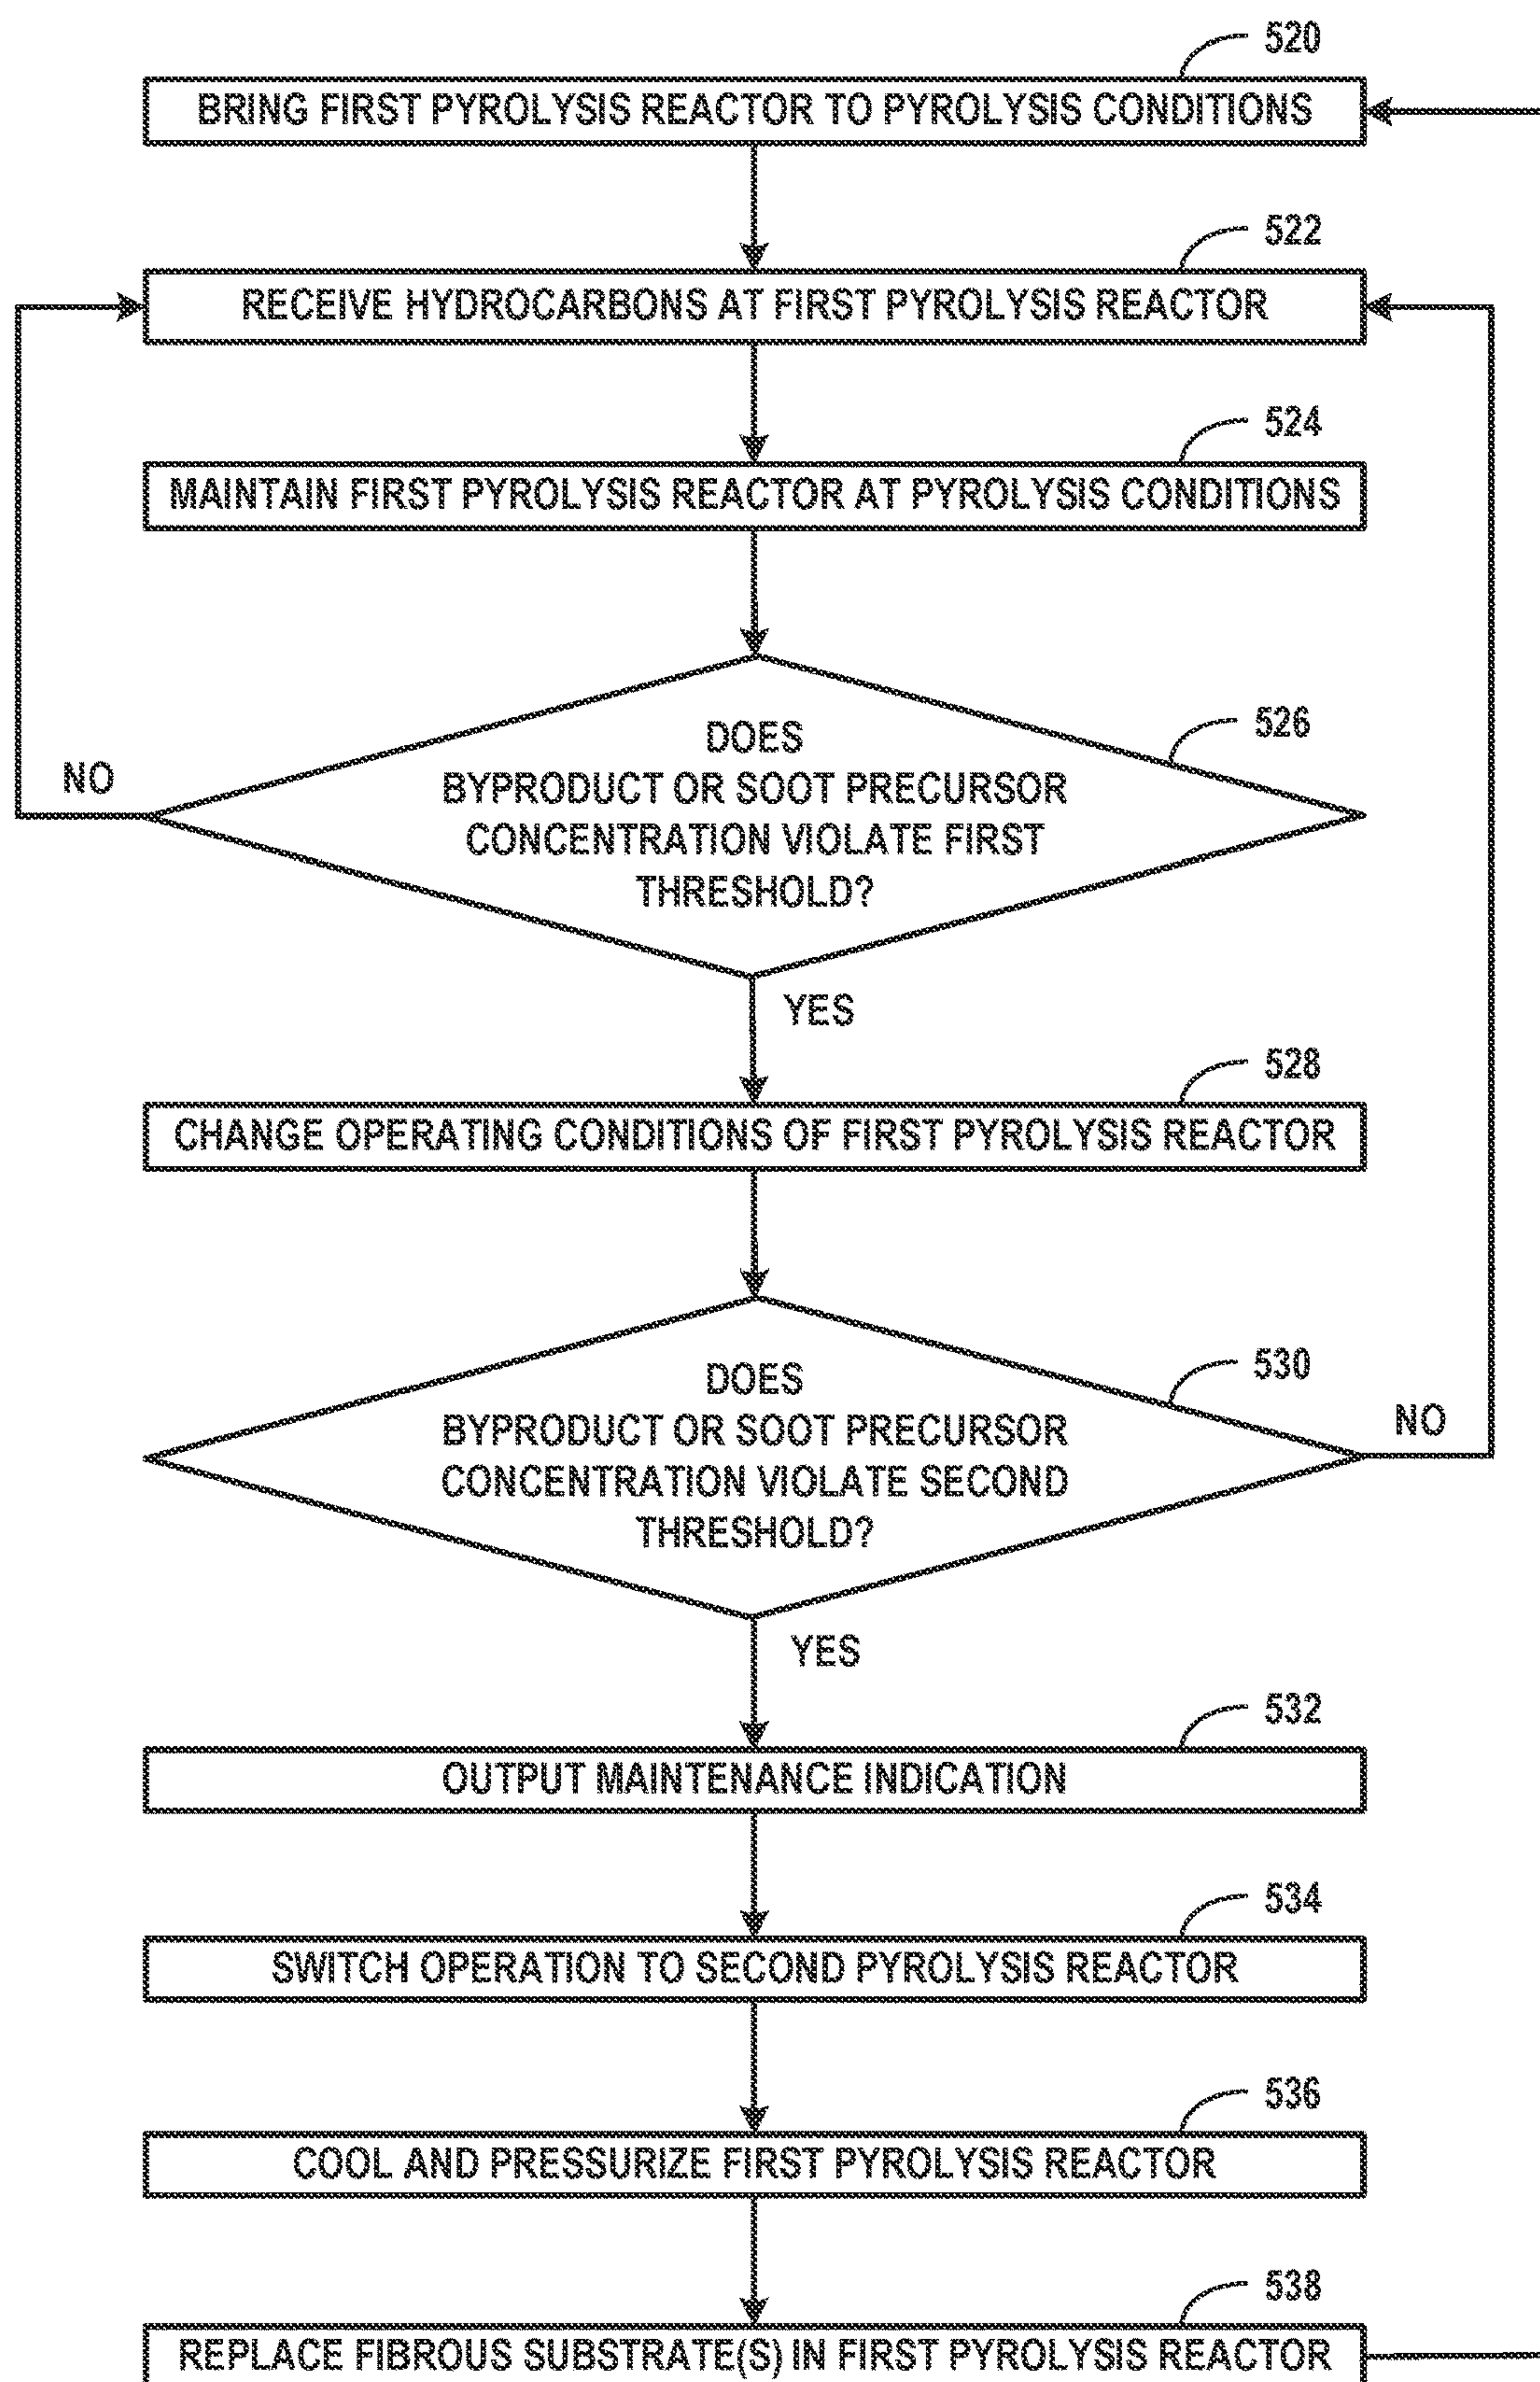 520
BRING FIRST PYROLYSIS REACTOR TO PYROLYSIS CONDITIONS
522
RECEIVE HYDROCARBONS AT FIRST PYROLYSIS REACTOR
524
MAINTAIN FIRST PYROLYSIS REACTOR AT PYROLYSIS CONDITIONS
526
DOES
BYPRODUCT OR SOOT PRECURSOR
CONCENTRATION VIOLATE FIRST
THRESHOLD?
NO
YES
528
CHANGE OPERATING CONDITIONS OF FIRST PYROLYSIS REACTOR
530
DOES
BYPRODUCT OR SOOT PRECURSOR
CONCENTRATION VIOLATE SECOND
THRESHOLD?
NO
YES
532
OUTPUT MAINTENANCE INDICATION
534
SWITCH OPERATION TO SECOND PYROLYSIS REACTOR
536
COOL AND PRESSURIZE FIRST PYROLYSIS REACTOR
538
REPLACE FIBROUS SUBSTRATE(S) IN FIRST PYROLYSIS REACTOR